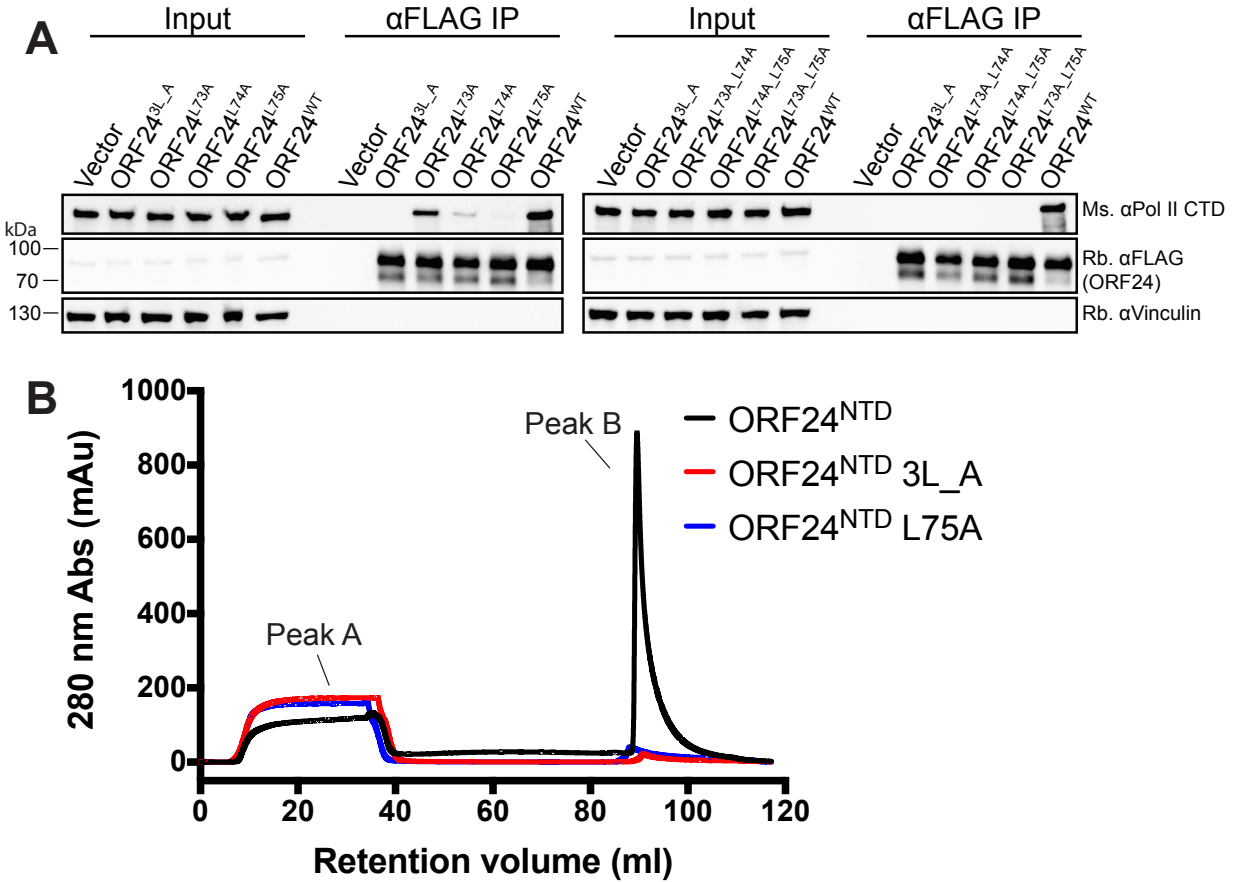 A
Input
αFLAG IP
Input
αFLAG IP
Vector
ORF24^3L_A
ORF24^L73A
ORF24^L74A
ORF24^L75A
ORF24^WT
Vector
ORF24^3L_A
ORF24^L73A
ORF24^L74A
ORF24^L75A
ORF24^WT
Vector
ORF24^3L_A
ORF24^L73A_L74A
ORF24^L74A_L75A
ORF24^L73A_L75A
ORF24^WT
Vector
ORF24^3L_A
ORF24^L73A_L74A
ORF24^L74A_L75A
ORF24^L73A_L75A
ORF24^WT
Ms. αPol II CTD
kDa
100
70
Rb. αFLAG
(ORF24)
130
Rb. αVinculin
B
280 nm Abs (mAu)
1000
800
600
400
200
0
Peak A
Peak B
ORF24^NTD
ORF24^NTD 3L_A
ORF24^NTD L75A
0 20 40 60 80 100 120
Retention volume (ml)